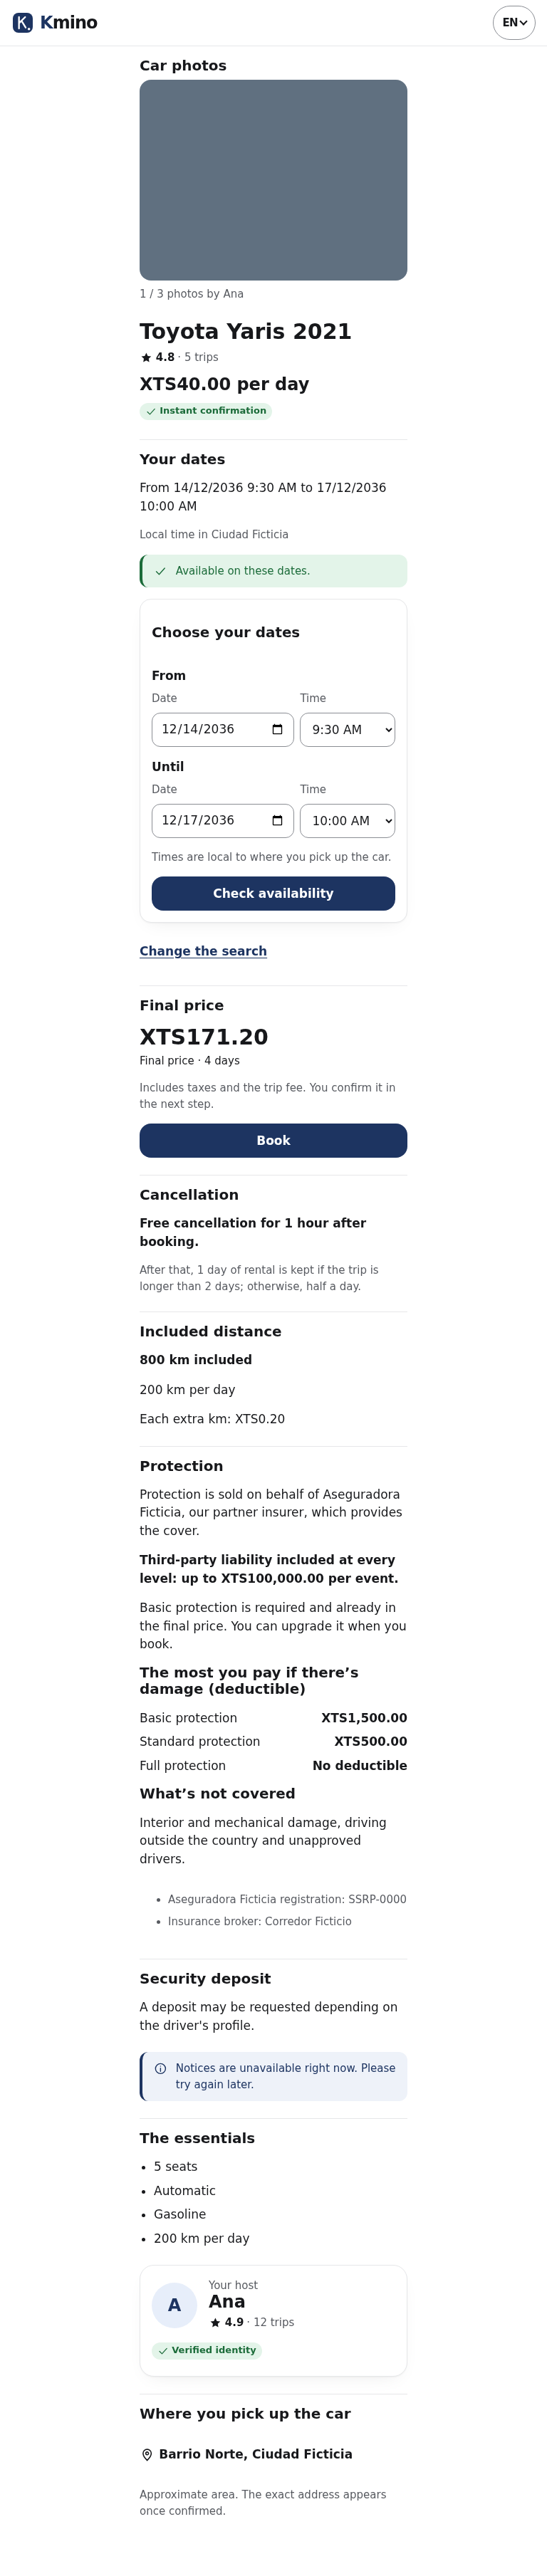 Kmino
EN
Car photos
1 / 3 photos by Ana
Toyota Yaris 2021
4.8 · 5 trips
XTS40.00 per day
Instant confirmation
Your dates
From 14/12/2036 9:30 AM to 17/12/2036
10:00 AM
Local time in Ciudad Ficticia
Available on these dates.
Choose your dates
From
Date Time
12/14/2036 9:30 AM
Until
Date Time
12/17/2036 10:00 AM
Times are local to where you pick up the car.
Check availability
Change the search
Final price
XTS171.20
Final price · 4 days
Includes taxes and the trip fee. You confirm it in
the next step.
Book
Cancellation
Free cancellation for 1 hour after
booking.
After that, 1 day of rental is kept if the trip is
longer than 2 days; otherwise, half a day.
Included distance
800 km included
200 km per day
Each extra km: XTS0.20
Protection
Protection is sold on behalf of Aseguradora
Ficticia, our partner insurer, which provides
the cover.
Third-party liability included at every
level: up to XTS100,000.00 per event.
Basic protection is required and already in
the final price. You can upgrade it when you
book.
The most you pay if there’s
damage (deductible)
Basic protection XTS1,500.00
Standard protection XTS500.00
Full protection No deductible
What’s not covered
Interior and mechanical damage, driving
outside the country and unapproved
drivers.
• Aseguradora Ficticia registration: SSRP-0000
• Insurance broker: Corredor Ficticio
Security deposit
A deposit may be requested depending on
the driver's profile.
Notices are unavailable right now. Please
try again later.
The essentials
• 5 seats
• Automatic
• Gasoline
• 200 km per day
A
Your host
Ana
4.9 · 12 trips
Verified identity
Where you pick up the car
Barrio Norte, Ciudad Ficticia
Approximate area. The exact address appears
once confirmed.